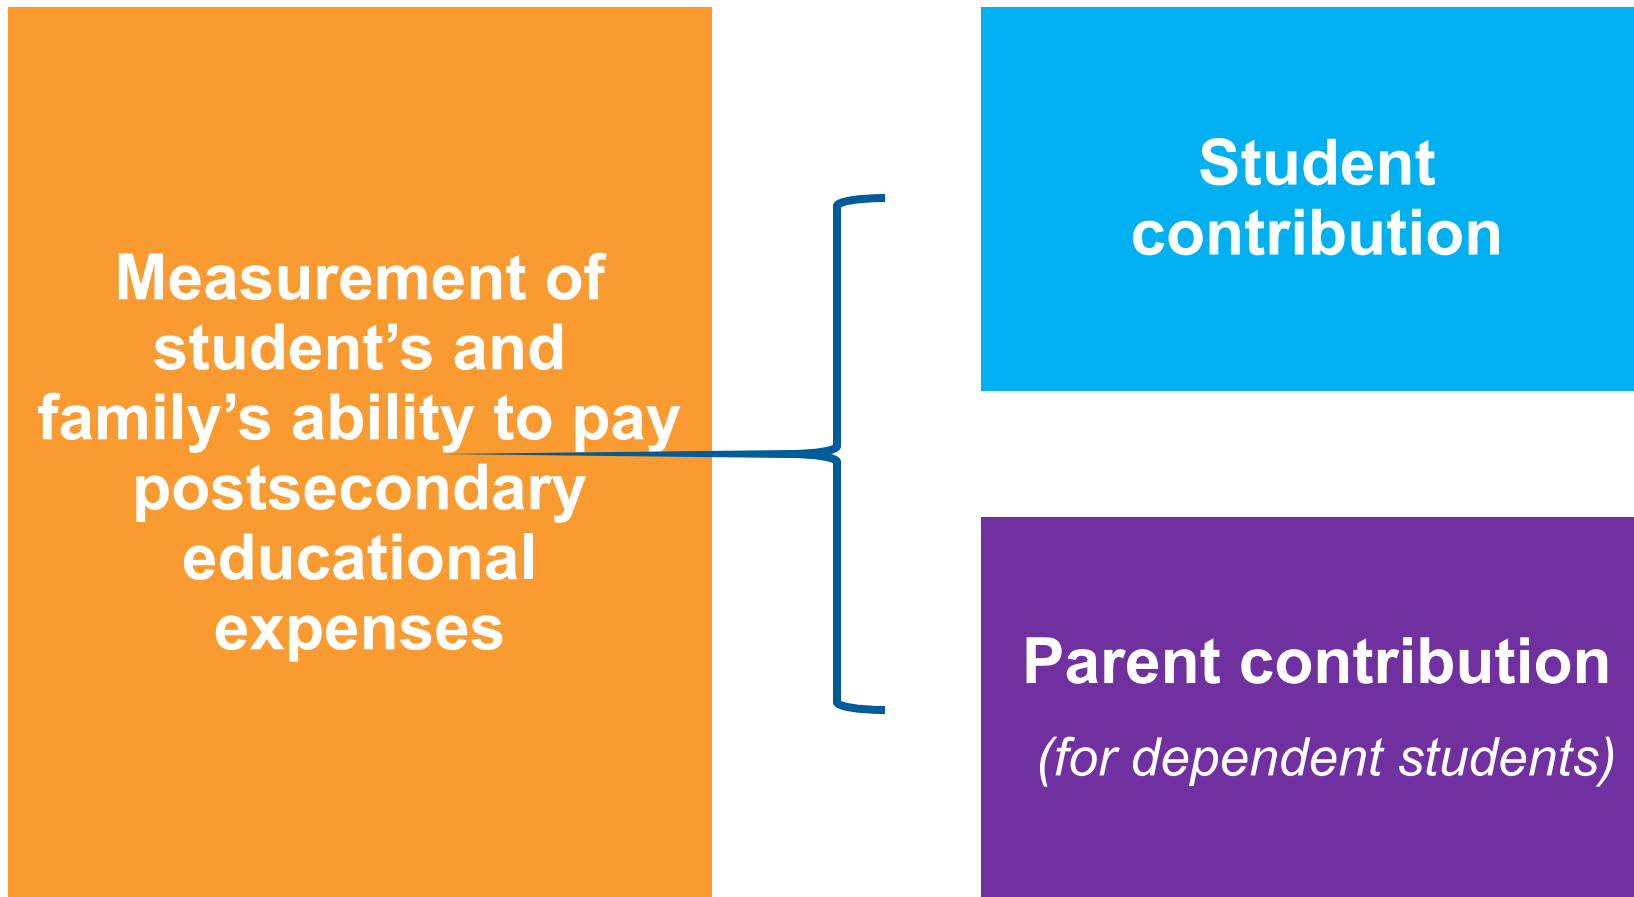 Measurement of
student’s and
family’s ability to pay
postsecondary
educational
expenses
Student
contribution
Parent contribution
(for dependent students)